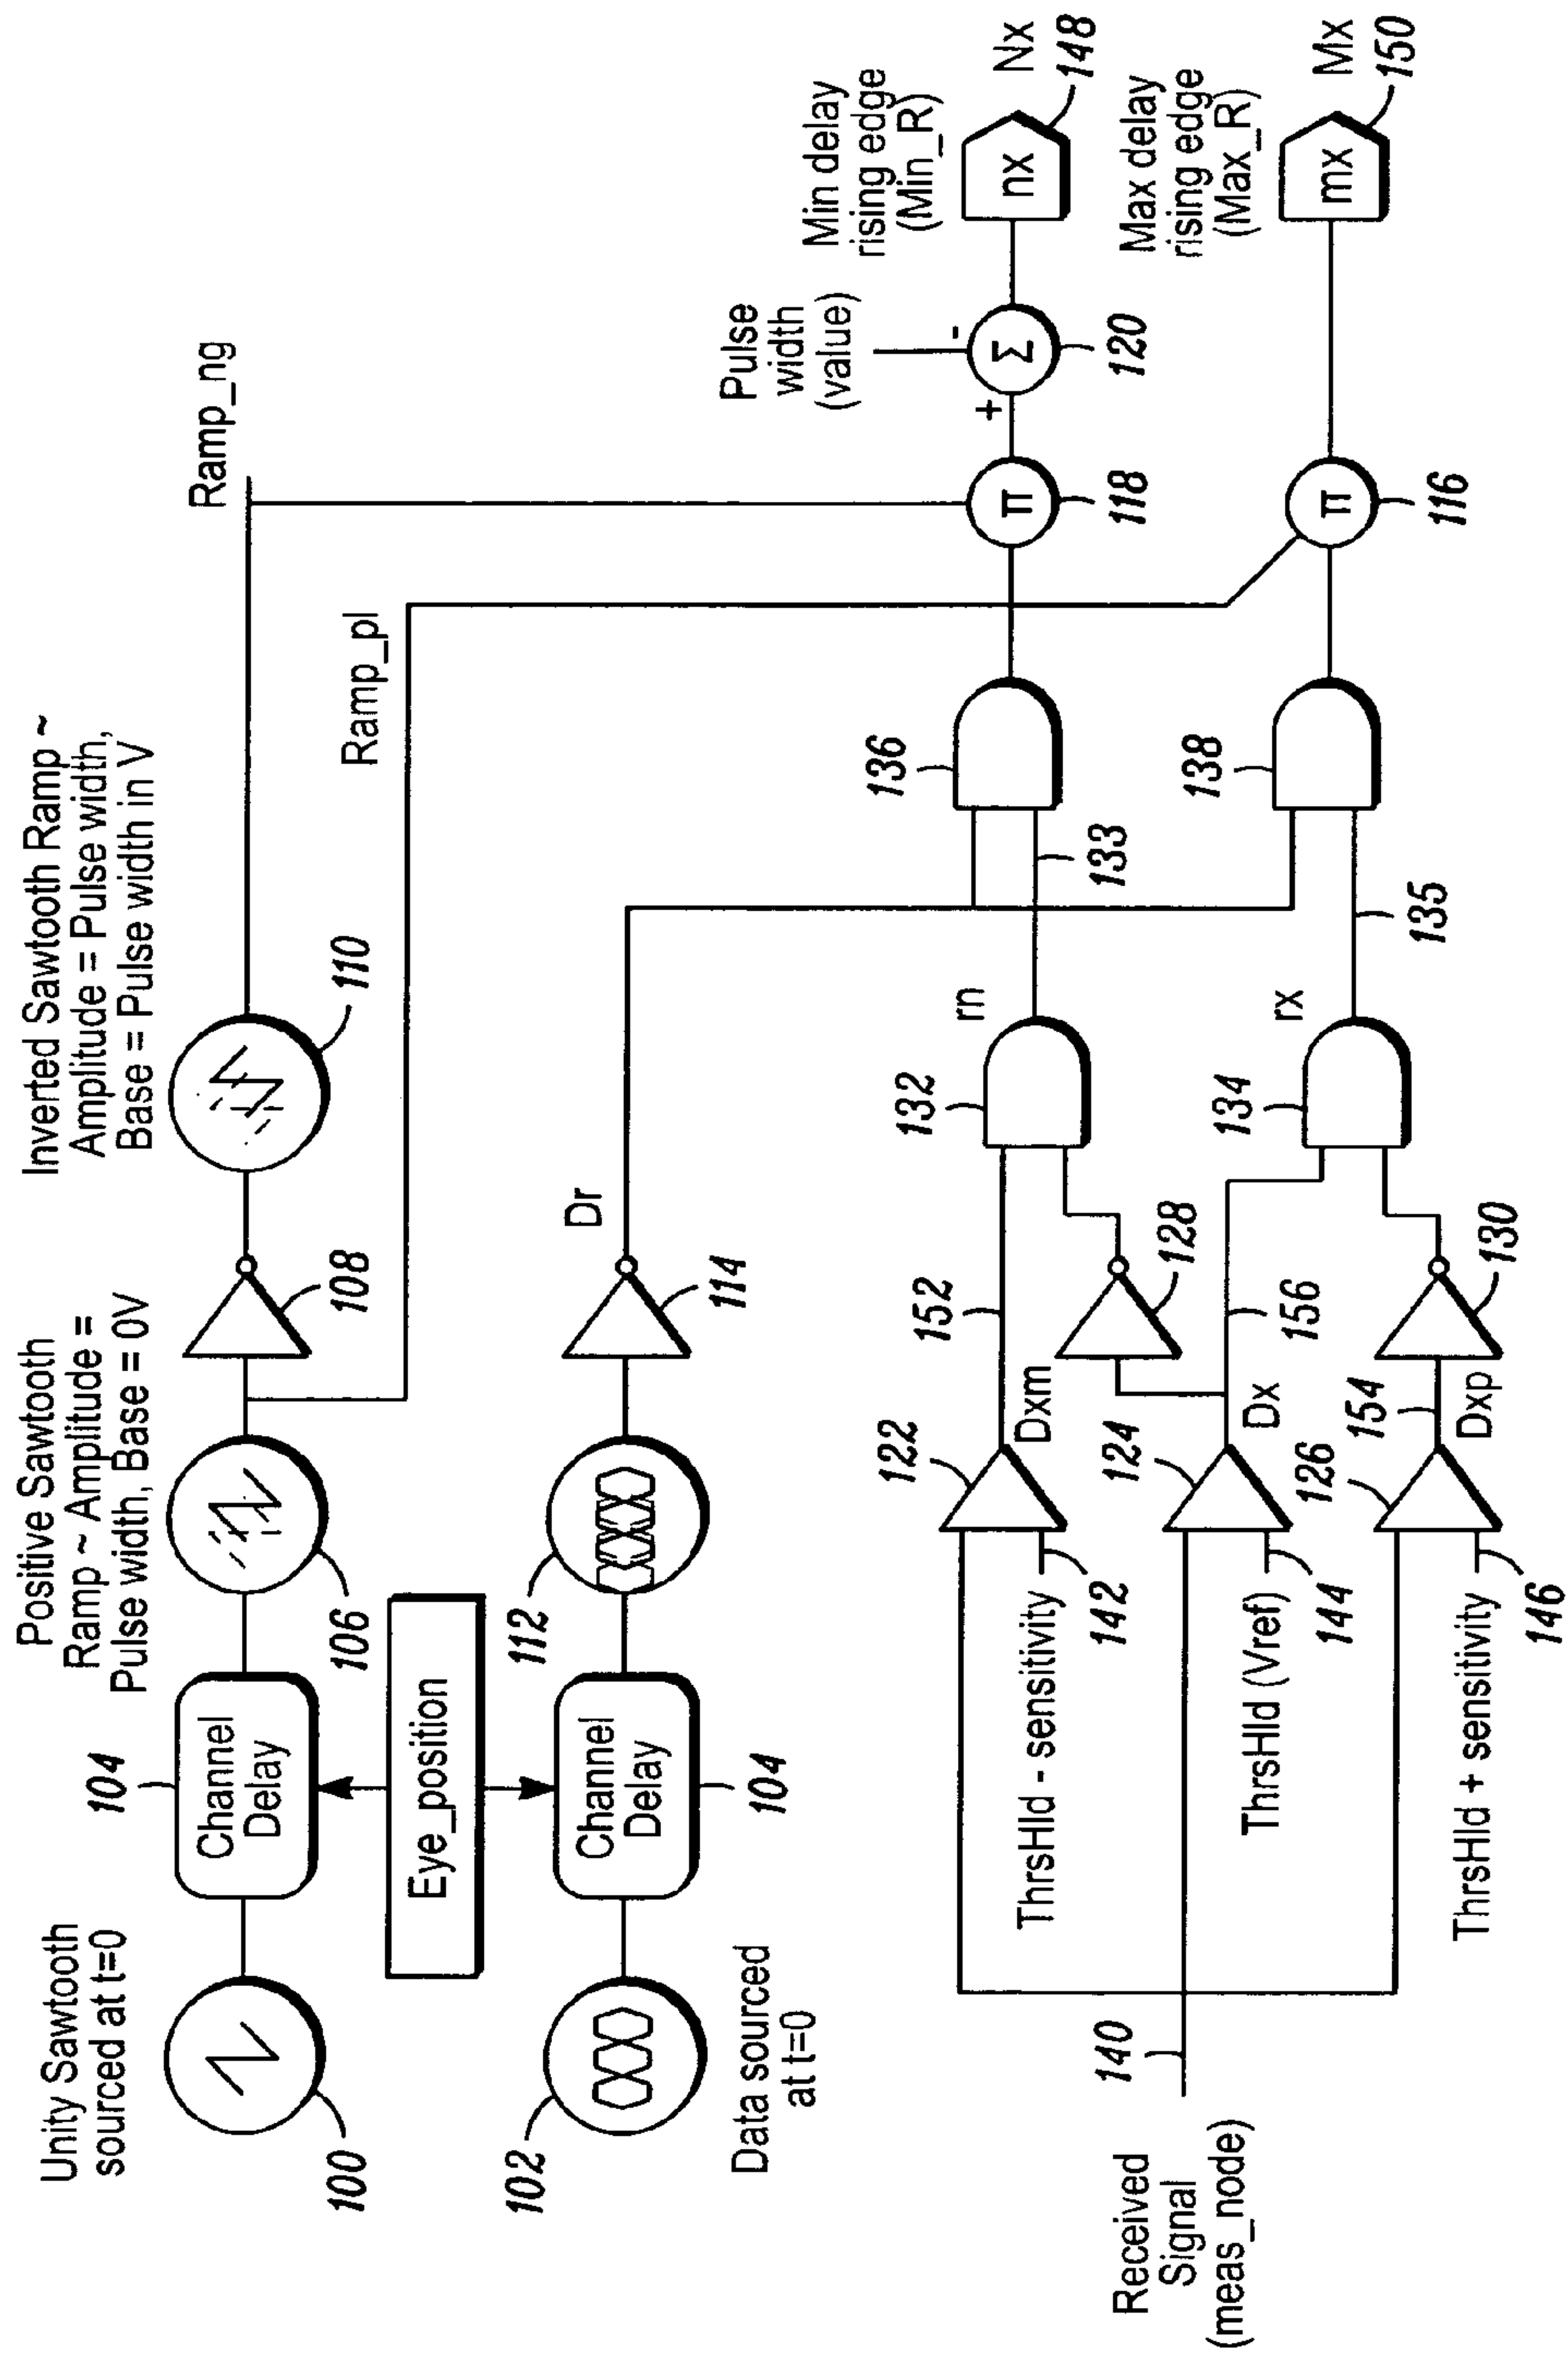 Unity Sawtooth
sourced at t=0
100
104
Channel
Delay
Positive Sawtooth
Ramp ~ Amplitude =
Pulse width, Base = 0V
106
108
Inverted Sawtooth Ramp ~
Amplitude = Pulse width,
Base = Pulse width in V
110
Ramp_ng
Ramp_pl
Eye_position
102
Data sourced
at t=0
Channel
Delay
104
112
114
Dr
Pulse
width
(value)
-
+
Σ
120
π
118
Min delay
rising edge
(Min_R)
nx
Nx
148
Max delay
rising edge
(Max_R)
mx
Mx
150
π
116
136
133
138
135
rn
132
rx
134
152
128
156
130
154
122
Dxm
124
Dx
126
Dxp
ThrsHld - sensitivity
142
ThrsHld (Vref)
144
ThrsHld + sensitivity
146
140
Received
Signal
(meas_node)